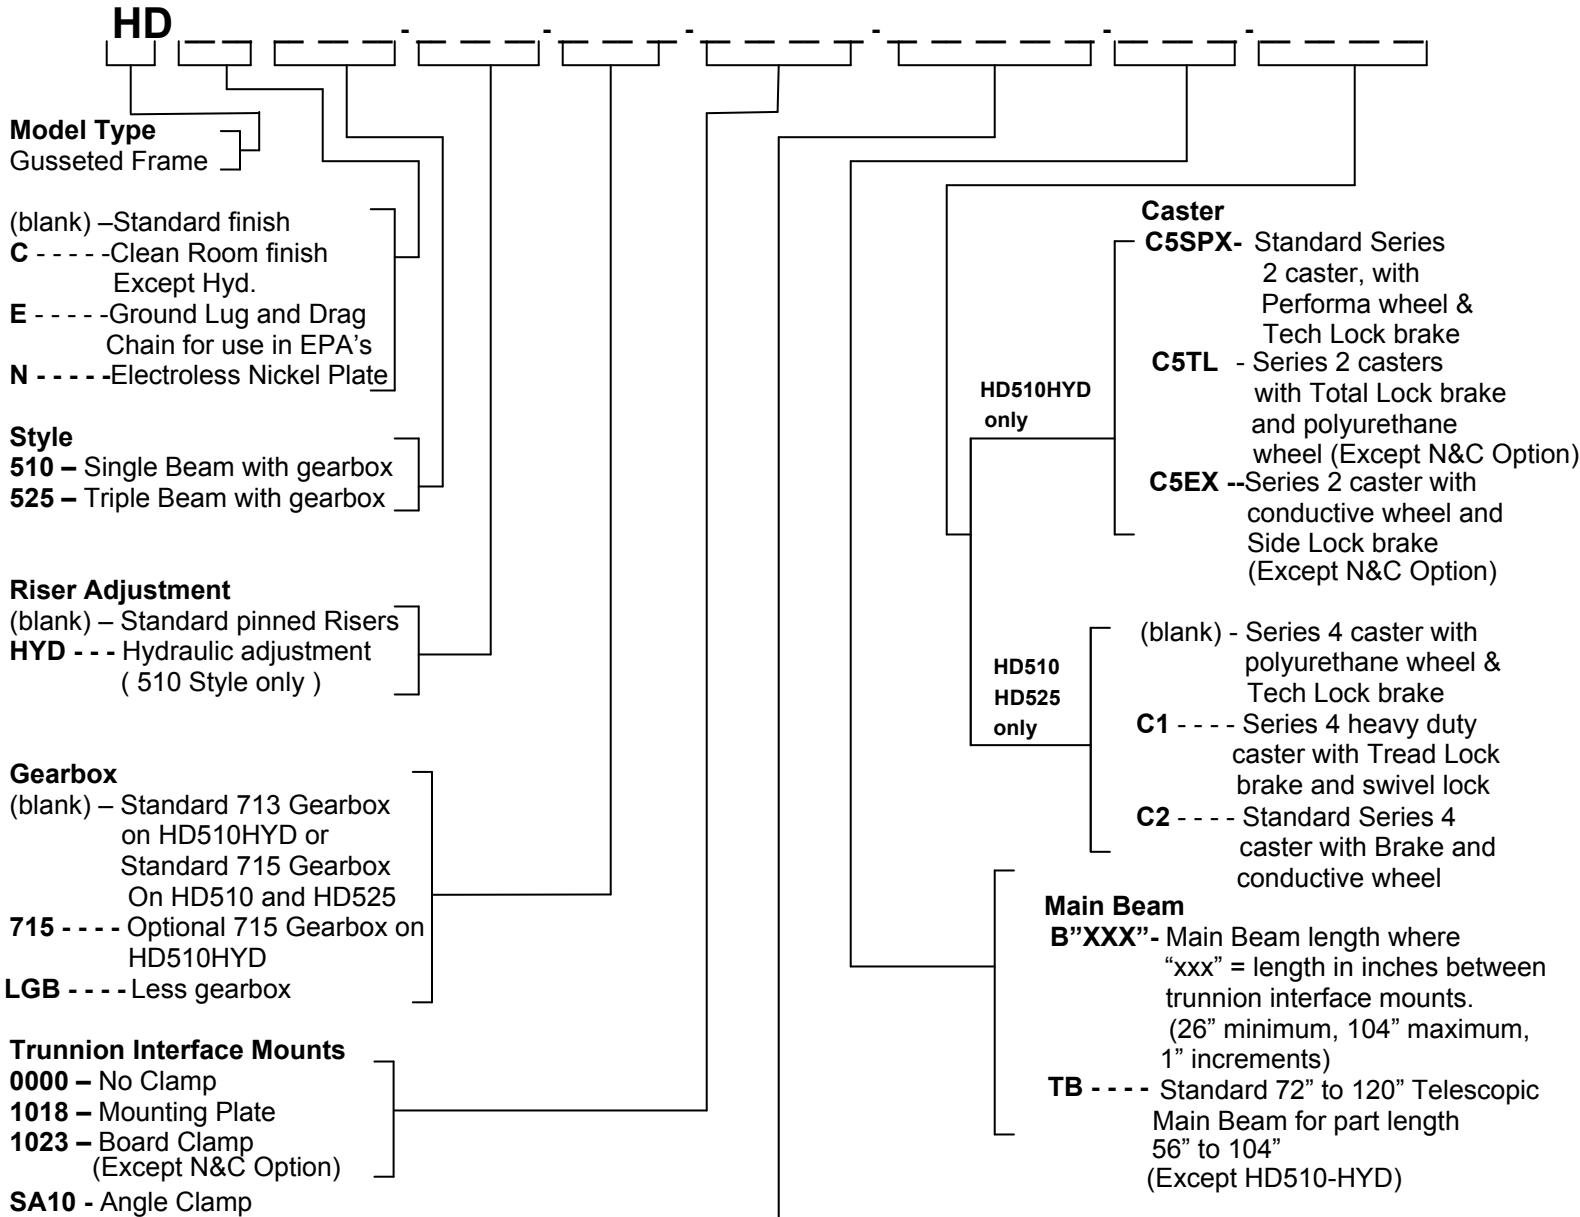 HD
Model Type
Gusseted Frame
(blank) –Standard finish
C - - - - -Clean Room finish
Except Hyd.
E - - - - -Ground Lug and Drag
Chain for use in EPA’s
N - - - - -Electroless Nickel Plate
Style
510 – Single Beam with gearbox
525 – Triple Beam with gearbox
Riser Adjustment
(blank) – Standard pinned Risers
HYD - - - Hydraulic adjustment
( 510 Style only )
Gearbox
(blank) – Standard 713 Gearbox
on HD510HYD or
Standard 715 Gearbox
On HD510 and HD525
715 - - - - Optional 715 Gearbox on
HD510HYD
LGB - - - - Less gearbox
Trunnion Interface Mounts
0000 – No Clamp
1018 – Mounting Plate
1023 – Board Clamp
(Except N&C Option)
SA10 - Angle Clamp
Caster
C5SPX- Standard Series
2 caster, with
Performa wheel &
Tech Lock brake
C5TL - Series 2 casters
with Total Lock brake
and polyurethane
wheel (Except N&C Option)
C5EX --Series 2 caster with
conductive wheel and
Side Lock brake
(Except N&C Option)
HD510HYD
only
(blank) - Series 4 caster with
polyurethane wheel &
Tech Lock brake
C1 - - - - Series 4 heavy duty
caster with Tread Lock
brake and swivel lock
C2 - - - - Standard Series 4
caster with Brake and
conductive wheel
HD510
HD525
only
Main Beam
B”XXX”- Main Beam length where
“xxx” = length in inches between
trunnion interface mounts.
(26” minimum, 104” maximum,
1” increments)
TB - - - - Standard 72” to 120” Telescopic
Main Beam for part length
56” to 104”
(Except HD510-HYD)